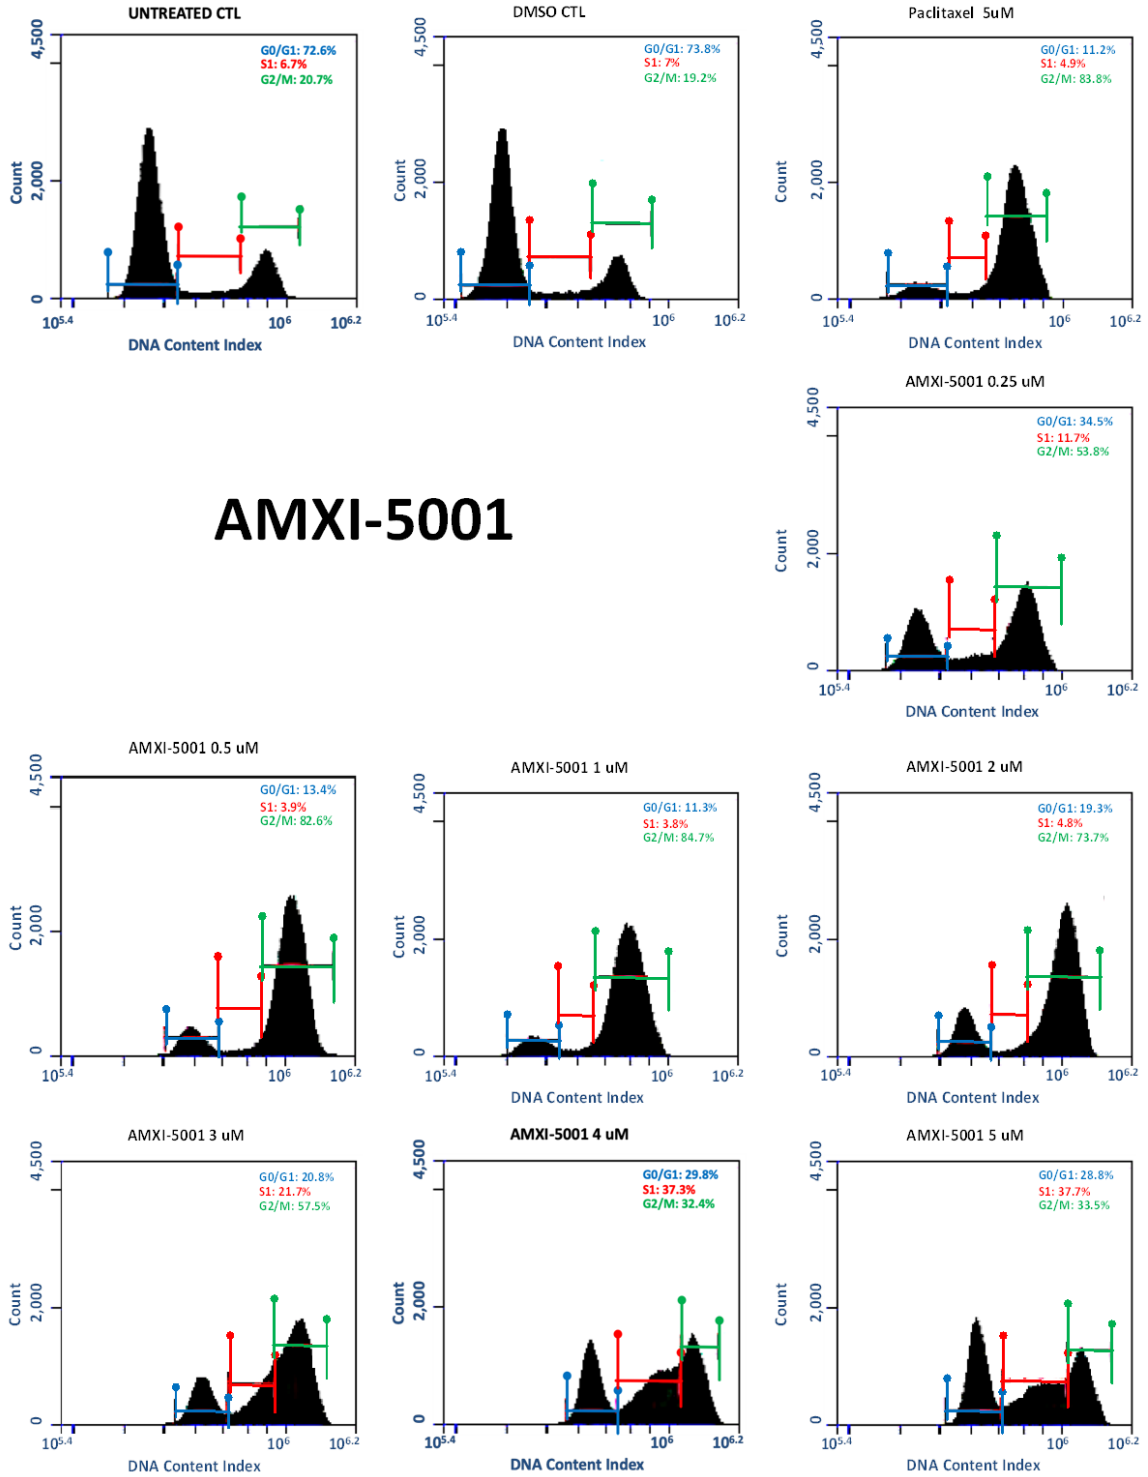 UNTREATED CTL
4,500
2,000
0
Count
G0/G1: 72.6%
S1: 6.7%
G2/M: 20.7%
10^5.4
10^6
10^6.2
DNA Content Index
DMSO CTL
4,500
2,000
0
Count
G0/G1: 73.8%
S1: 7%
G2/M: 19.2%
10^5.4
10^6
10^6.2
DNA Content Index
Paclitaxel 5uM
4,500
2,000
0
Count
G0/G1: 11.2%
S1: 4.9%
G2/M: 83.8%
10^5.4
10^6
10^6.2
DNA Content Index
AMXI-5001
AMXI-5001 0.25 uM
4,500
2,000
0
Count
G0/G1: 34.5%
S1: 11.7%
G2/M: 53.8%
10^5.4
10^6
10^6.2
DNA Content Index
AMXI-5001 0.5 uM
4,500
2,000
0
Count
G0/G1: 13.4%
S1: 3.9%
G2/M: 82.6%
10^5.4
10^6
10^6.2
DNA Content Index
AMXI-5001 1 uM
4,500
2,000
0
Count
G0/G1: 11.3%
S1: 3.8%
G2/M: 84.7%
10^5.4
10^6
10^6.2
DNA Content Index
AMXI-5001 2 uM
4,500
2,000
0
Count
G0/G1: 19.3%
S1: 4.8%
G2/M: 73.7%
10^5.4
10^6
10^6.2
DNA Content Index
AMXI-5001 3 uM
4,500
2,000
0
Count
G0/G1: 20.8%
S1: 21.7%
G2/M: 57.5%
10^5.4
10^6
10^6.2
DNA Content Index
AMXI-5001 4 uM
4,500
2,000
0
Count
G0/G1: 29.8%
S1: 37.3%
G2/M: 32.4%
10^5.4
10^6
10^6.2
DNA Content Index
AMXI-5001 5 uM
4,500
2,000
0
Count
G0/G1: 28.8%
S1: 37.7%
G2/M: 33.5%
10^5.4
10^6
10^6.2
DNA Content Index